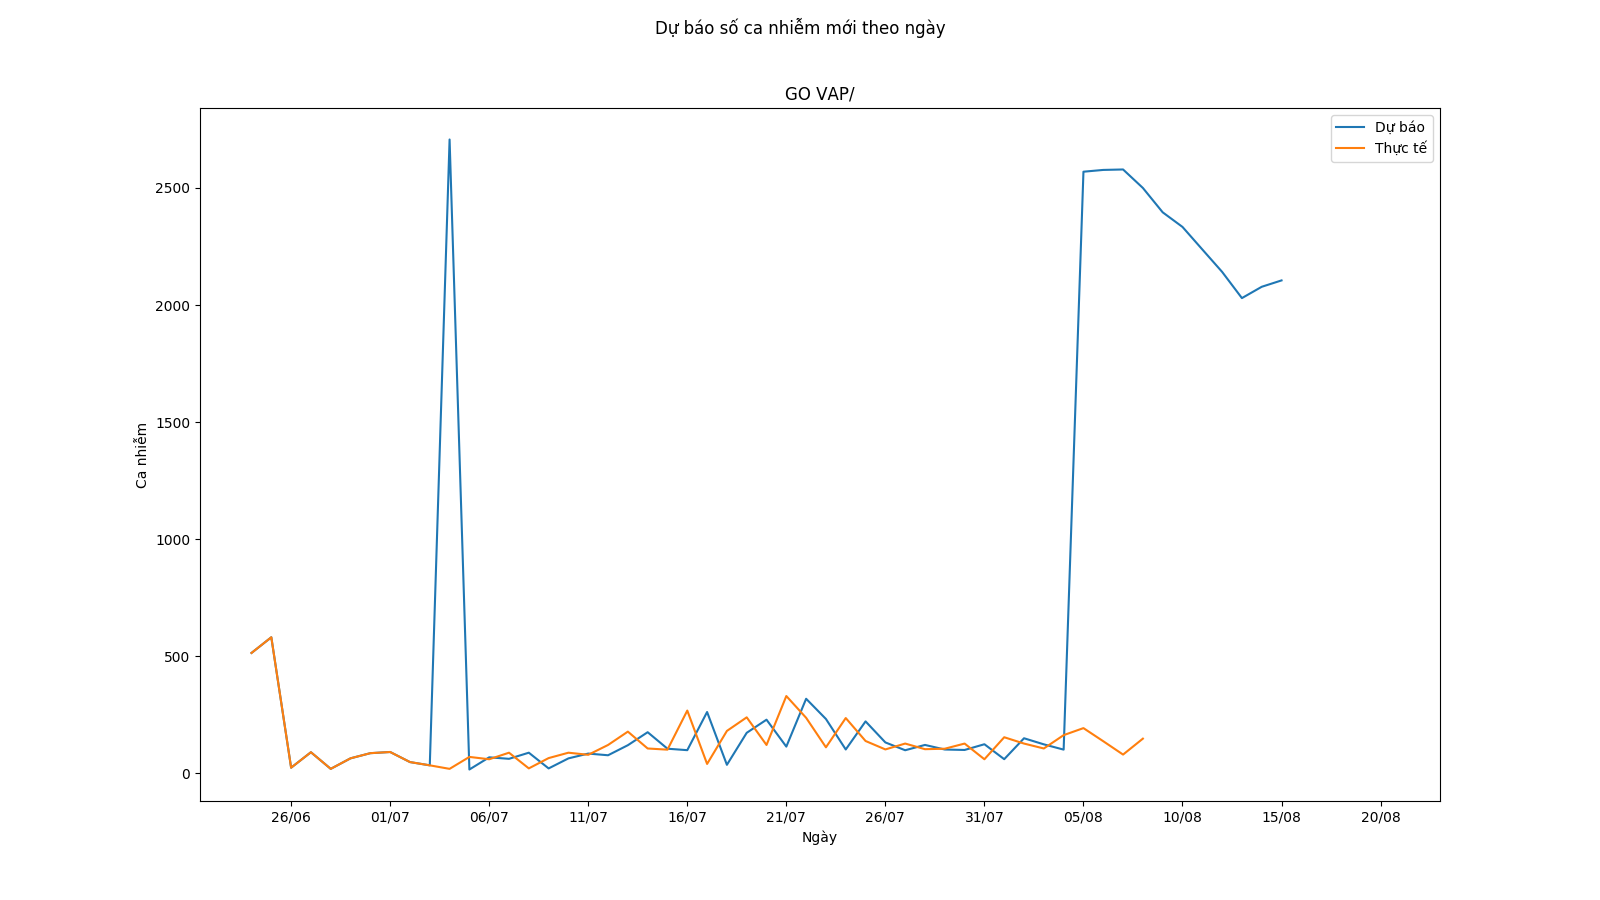 Dự báo số ca nhiễm mới theo ngày
GO VAP/
Dự báo
Thực tế
2500
2000
1500
1000
500
0
Ca nhiễm
26/06 01/07 06/07 11/07 16/07 21/07 26/07 31/07 05/08 10/08 15/08 20/08
Ngày